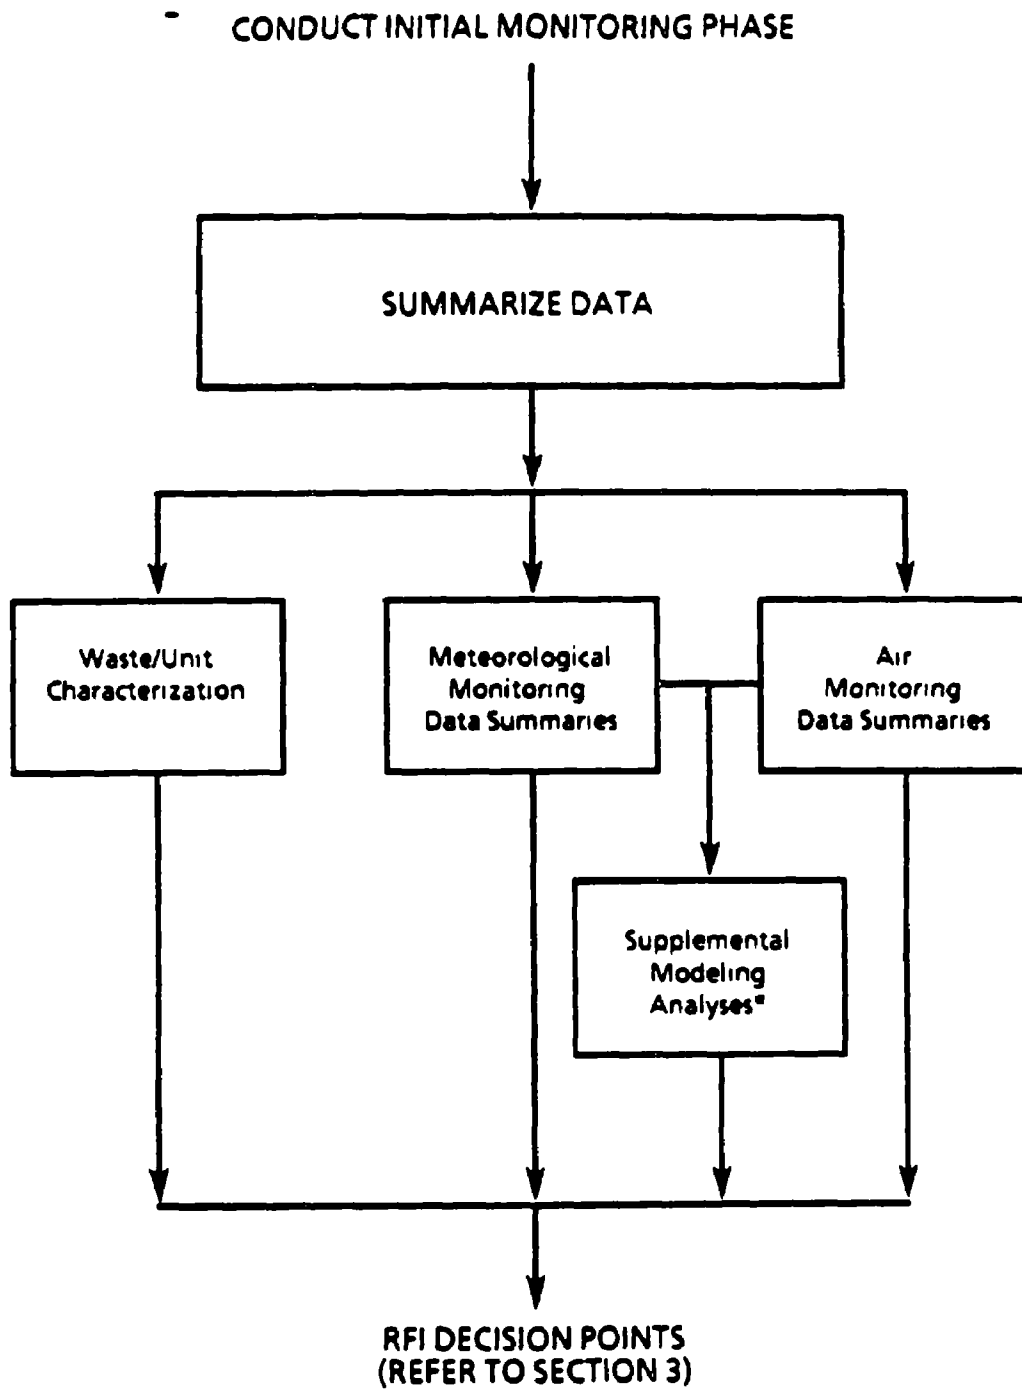 CONDUCT INITIAL MONITORING PHASE
SUMMARIZE DATA
Waste/Unit
Characterization
Meteorological
Monitoring
Data Summaries
Air
Monitoring
Data Summaries
Supplemental
Modeling
Analyses*
RFI DECISION POINTS
(REFER TO SECTION 3)